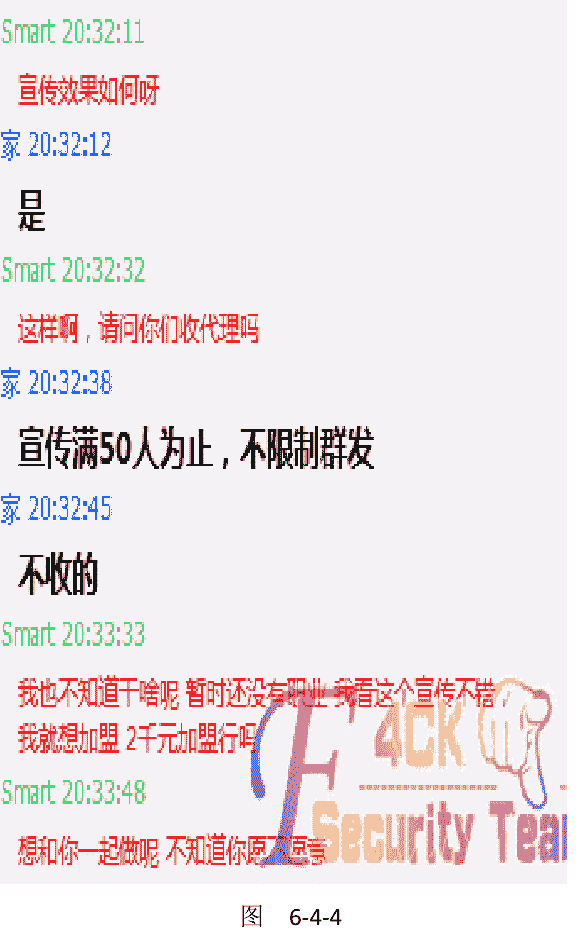 Smart 20:32:11
宣传效果如何呀
家 20:32:12
是
Smart 20:32:32
这样啊，请问你们收代理吗
家 20:32:38
宣传满50人为止，不限制群发
家 20:32:45
不收的
Smart 20:33:33
我也不知道干啥呢 暂时还没有职业 我看这个宣传不错
我就想加盟 2千元加盟行吗
Smart 20:33:48
想和你一起做呢 不知道你愿不愿意
F4CK
Security Team
图 6-4-4